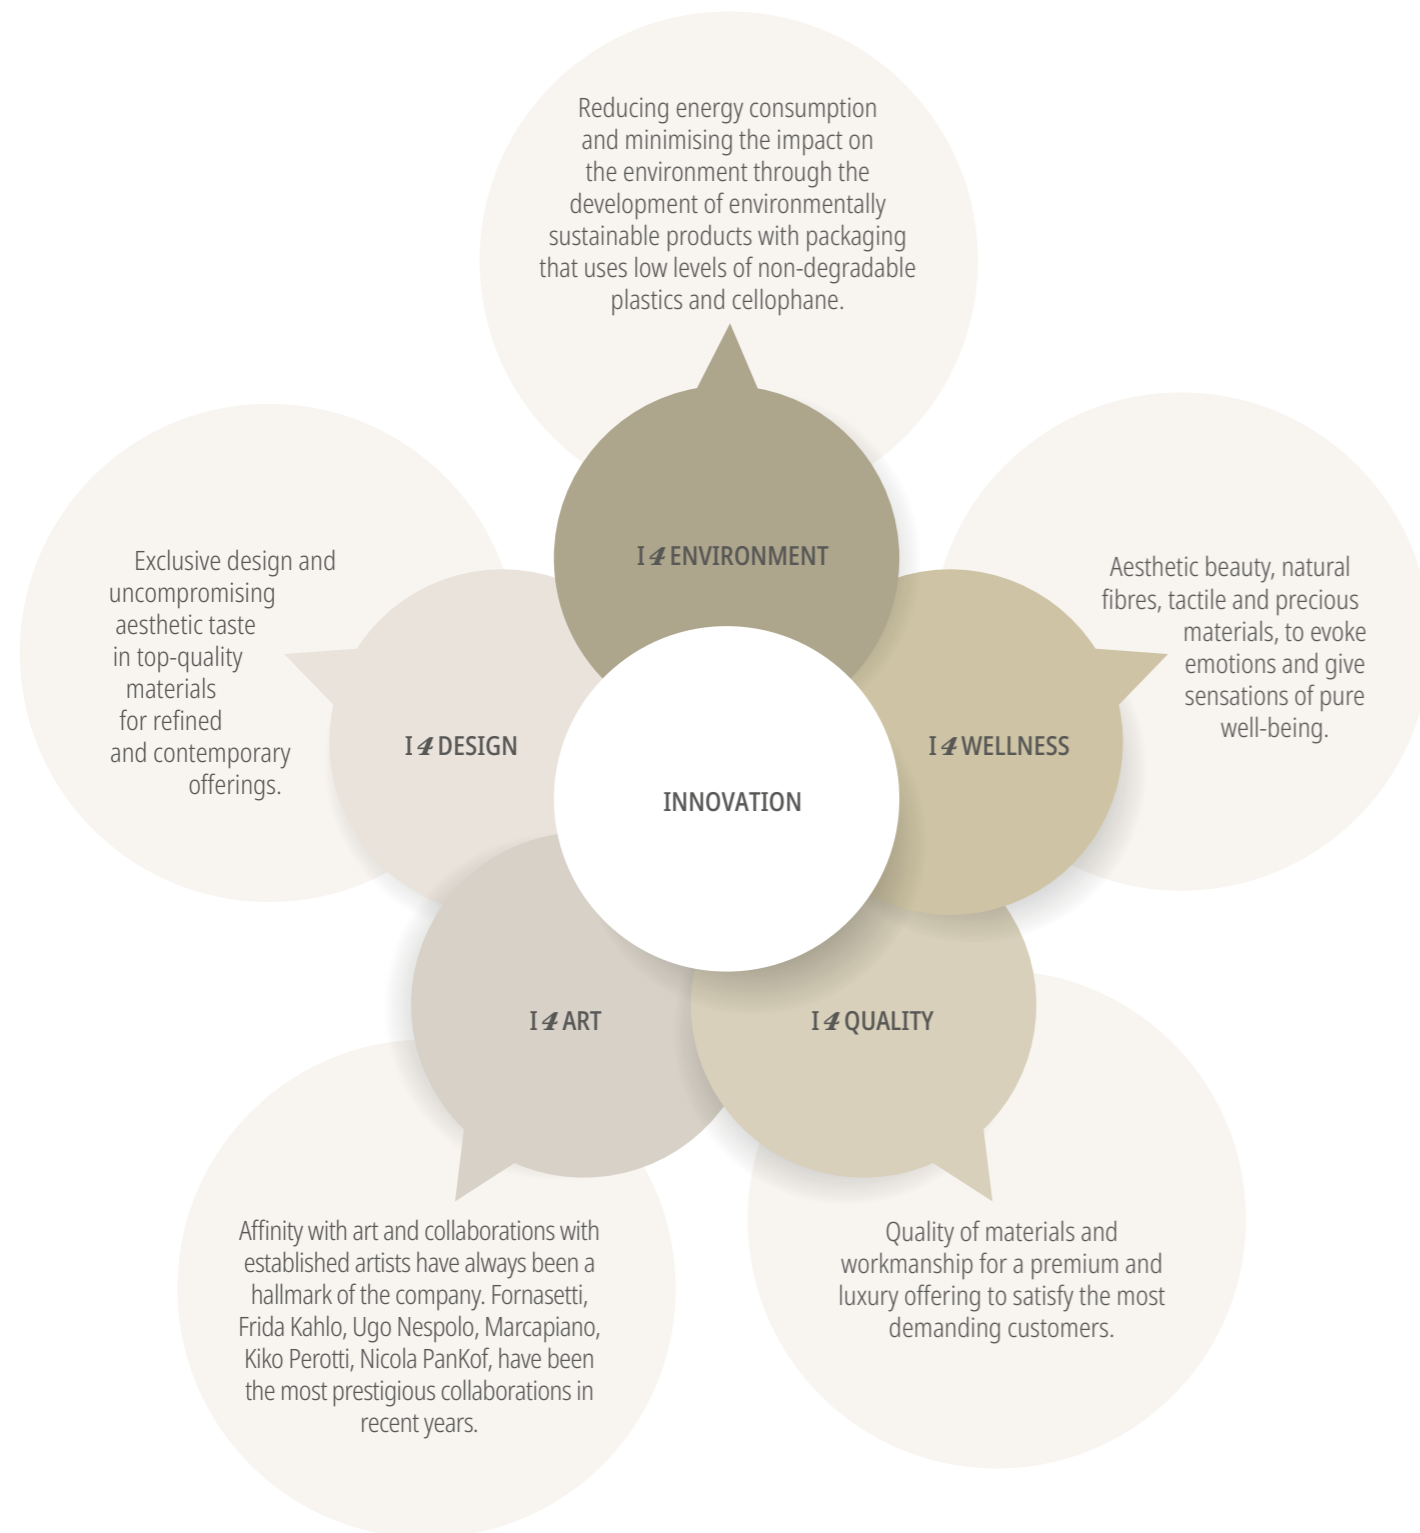 Reducing energy consumption
and minimising the impact on
the environment through the
development of environmentally
sustainable products with packaging
that uses low levels of non-degradable
plastics and cellophane.
I 4 ENVIRONMENT
Exclusive design and
uncompromising
aesthetic taste
in top-quality
materials
for refined
and contemporary
offerings.
I 4 DESIGN
Aesthetic beauty, natural
fibres, tactile and precious
materials, to evoke
emotions and give
sensations of pure
well-being.
I 4 WELLNESS
INNOVATION
I 4 ART
I 4 QUALITY
Affinity with art and collaborations with
established artists have always been a
hallmark of the company. Fornasetti,
Frida Kahlo, Ugo Nespolo, Marcapiano,
Kiko Perotti, Nicola PanKof, have been
the most prestigious collaborations in
recent years.
Quality of materials and
workmanship for a premium and
luxury offering to satisfy the most
demanding customers.